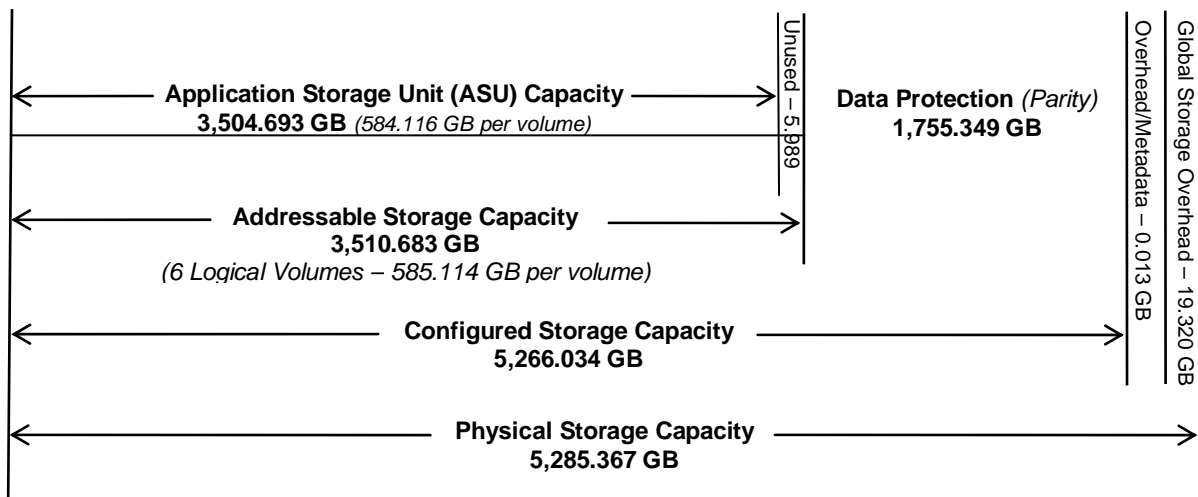 Application Storage Unit (ASU) Capacity
3,504.693 GB (584.116 GB per volume)
Unused – 5.989
Data Protection (Parity)
1,755.349 GB
Overhead/Metadata – 0.013 GB
Global Storage Overhead – 19.320 GB
Addressable Storage Capacity
3,510.683 GB
(6 Logical Volumes – 585.114 GB per volume)
Configured Storage Capacity
5,266.034 GB
Physical Storage Capacity
5,285.367 GB